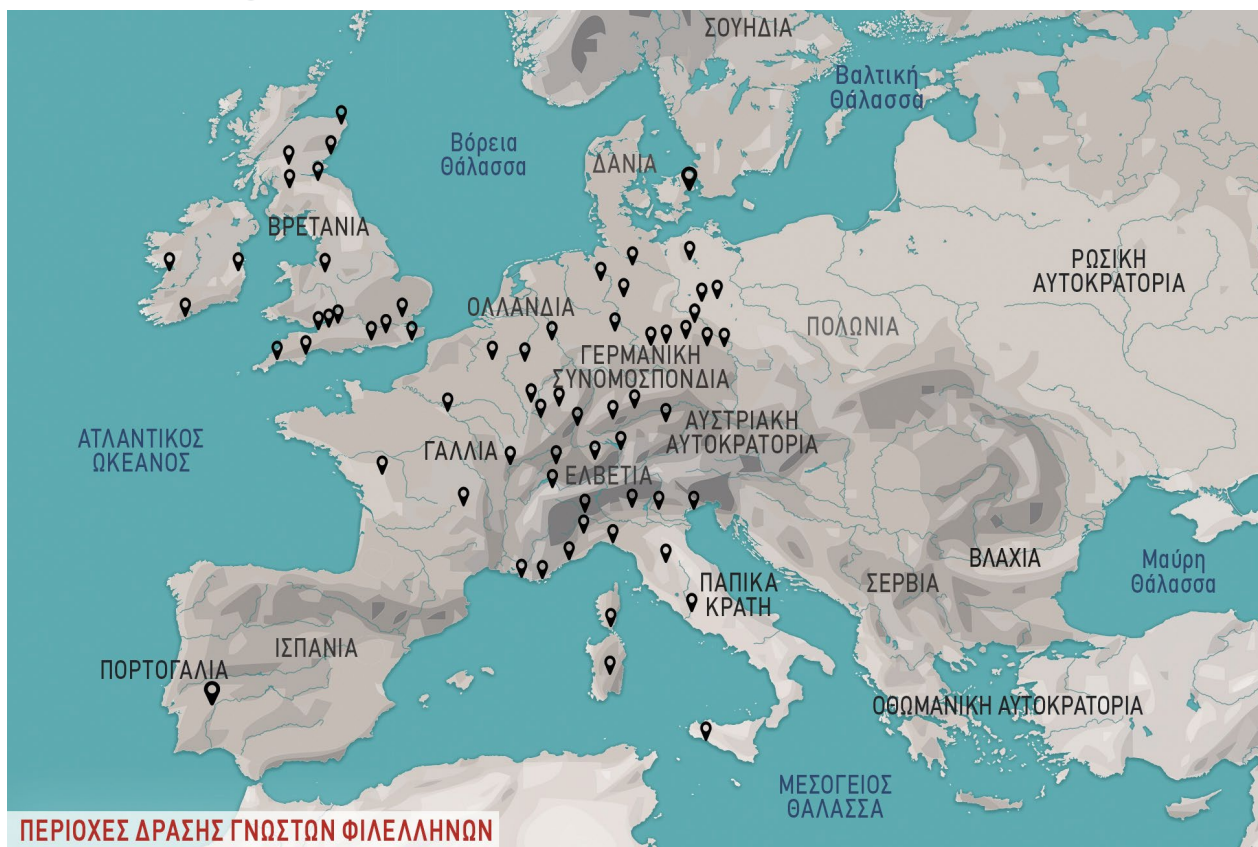 ΣΟΥΗΔΙΑ
Βαλτική
Θάλασσα
Βόρεια
Θάλασσα
ΔΑΝΙΑ
ΒΡΕΤΑΝΙΑ
ΡΩΣΙΚΗ
ΑΥΤΟΚΡΑΤΟΡΙΑ
ΟΛΛΑΝΔΙΑ
ΠΟΛΩΝΙΑ
ΓΕΡΜΑΝΙΚΗ
ΣΥΝΟΜΟΣΠΟΝΔΙΑ
ΑΥΣΤΡΙΑΚΗ
ΑΥΤΟΚΡΑΤΟΡΙΑ
ΑΤΛΑΝΤΙΚΟΣ
ΩΚΕΑΝΟΣ
ΓΑΛΛΙΑ
ΕΛΒΕΤΙΑ
ΒΛΑΧΙΑ
Μαύρη
Θάλασσα
ΣΕΡΒΙΑ
ΠΑΠΙΚΑ
ΚΡΑΤΗ
ΙΣΠΑΝΙΑ
ΠΟΡΤΟΓΑΛΙΑ
ΟΘΩΜΑΝΙΚΗ ΑΥΤΟΚΡΑΤΟΡΙΑ
ΜΕΣΟΓΕΙΟΣ
ΘΑΛΑΣΣΑ
ΠΕΡΙΟΧΕΣ ΔΡΑΣΗΣ ΓΝΩΣΤΩΝ ΦΙΛΕΛΛΗΝΩΝ